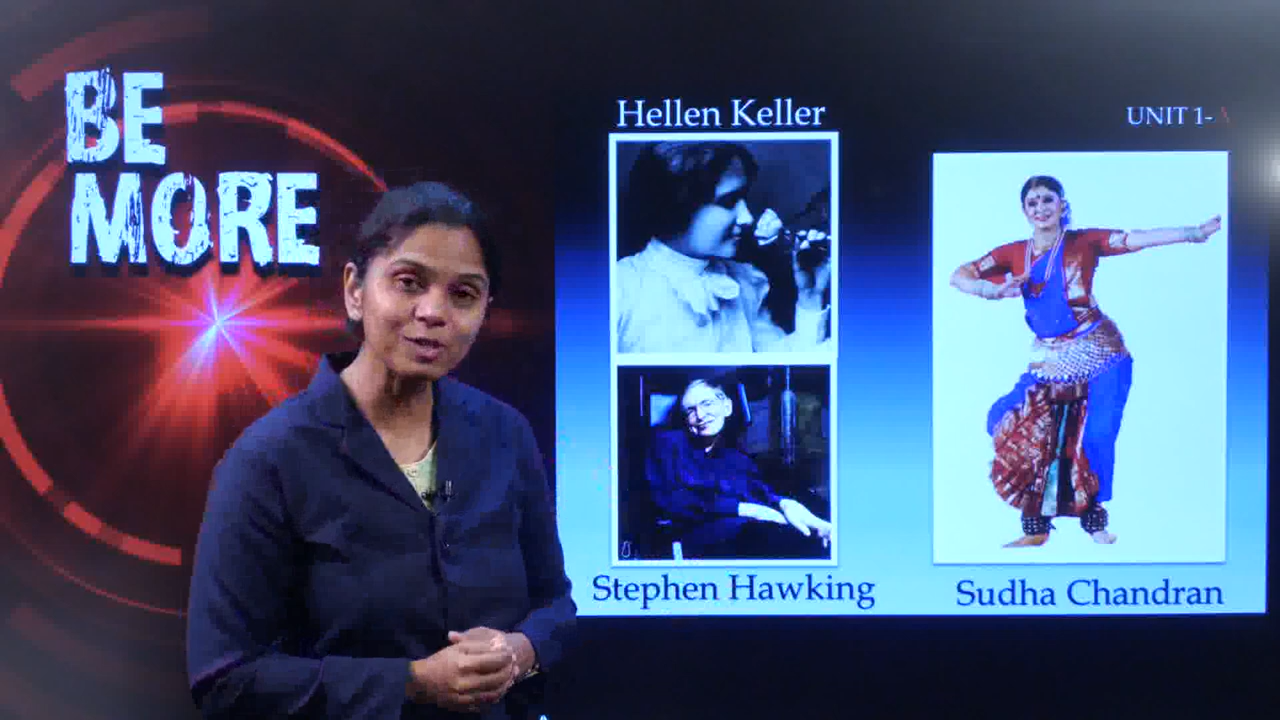 BE
MORE
Hellen Keller
UNIT 1-
Stephen Hawking
Sudha Chandran